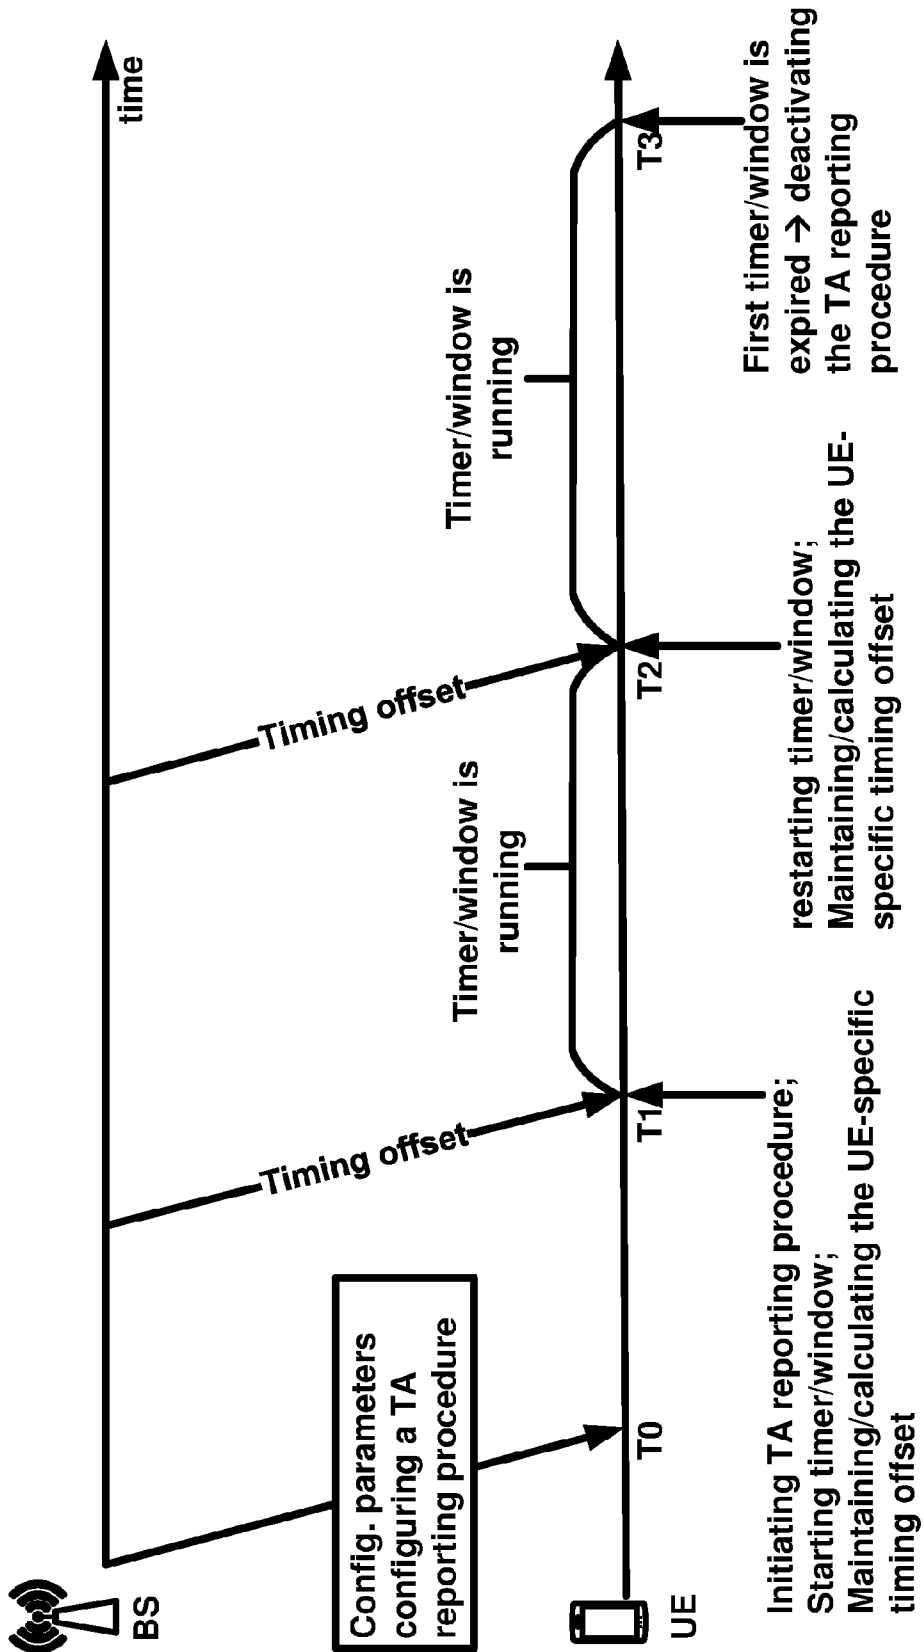 BS
time
Config. parameters
configuring a TA
reporting procedure
Timing offset
Timing offset
Timer/window is
running
Timer/window is
running
UE
T0
T1
T2
T3
Initiating TA reporting procedure;
Starting timer/window;
Maintaining/calculating the UE-specific
timing offset
restarting timer/window;
Maintaining/calculating the UE-
specific timing offset
First timer/window is
expired → deactivating
the TA reporting
procedure